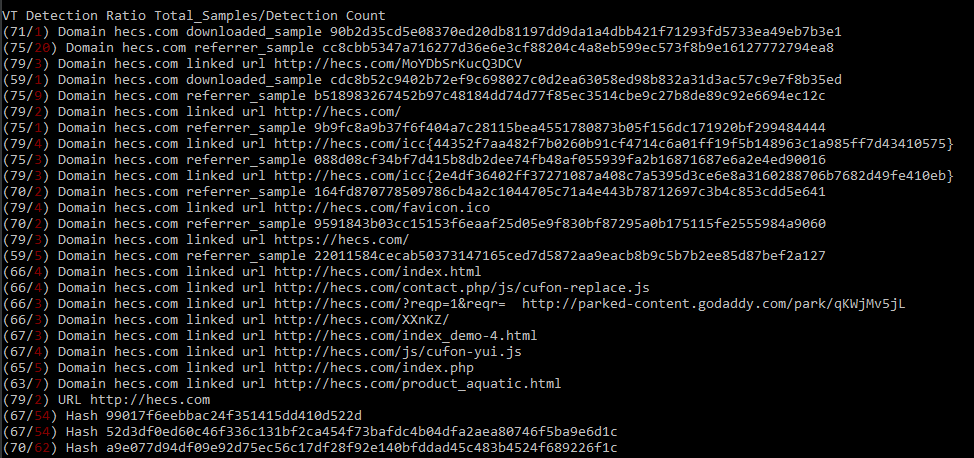 VT Detection Ratio Total_Samples/Detection Count
(71/1) Domain hecs.com downloaded_sample 90b2d35cd5e08370ed20db81197dd9da1a4dbb421f71293fd5733ea49eb7b3e1
(75/20) Domain hecs.com referrer_sample cc8cbb5347a716277d36e6e3cf88204c4a8eb599ec573f8b9e16127772794ea8
(79/3) Domain hecs.com linked url http://hecs.com/MoYDbSrKucQ3DCV
(59/1) Domain hecs.com downloaded_sample cdc8b52c9402b72ef9c698027c0d2ea63058ed98b832a31d3ac57c9e7f8b35ed
(75/9) Domain hecs.com referrer_sample b518983267452b97c48184dd74d77f85ec3514cbe9c27b8de89c92e6694ec12c
(79/2) Domain hecs.com linked url http://hecs.com/
(75/1) Domain hecs.com referrer_sample 9b9fc8a9b37f6f404a7c28115bea4551780873b05f156dc171920bf299484444
(79/4) Domain hecs.com linked url http://hecs.com/icc{44352f7aa482f7b0260b91cf4714c6a01ff19f5b148963c1a985ff7d43410575}
(75/3) Domain hecs.com referrer_sample 088d08cf34bf7d415b8db2dee74fb48af055939fa2b16871687e6a2e4ed90016
(79/3) Domain hecs.com linked url http://hecs.com/icc{2e4df36402ff37271087a408c7a5395d3ce6e8a3160288706b7682d49fe410eb}
(70/2) Domain hecs.com referrer_sample 164fd870778509786cb4a2c1044705c71a4e443b78712697c3b4c853cdd5e641
(79/4) Domain hecs.com linked url http://hecs.com/favicon.ico
(70/2) Domain hecs.com referrer_sample 9591843b03cc15153f6eaaf25d05e9f830bf87295a0b175115fe2555984a9060
(79/3) Domain hecs.com linked url https://hecs.com/
(59/5) Domain hecs.com referrer_sample 22011584cecab50373147165ced7d5872aa9eacb8b9c5b7b2ee85d87bef2a127
(66/4) Domain hecs.com linked url http://hecs.com/index.html
(66/4) Domain hecs.com linked url http://hecs.com/contact.php/js/cufon-replace.js
(66/3) Domain hecs.com linked url http://hecs.com/?reqp=1&reqr=  http://parked-content.godaddy.com/park/qKWjMv5jL
(66/3) Domain hecs.com linked url http://hecs.com/XXnKZ/
(67/3) Domain hecs.com linked url http://hecs.com/index_demo-4.html
(67/4) Domain hecs.com linked url http://hecs.com/js/cufon-yui.js
(65/5) Domain hecs.com linked url http://hecs.com/index.php
(63/7) Domain hecs.com linked url http://hecs.com/product_aquatic.html
(79/2) URL http://hecs.com
(67/54) Hash 99017f6eebbac24f351415dd410d522d
(67/54) Hash 52d3df0ed60c46f336c131bf2ca454f73bafdc4b04dfa2aea80746f5ba9e6d1c
(70/62) Hash a9e077d94df09e92d75ec56c17df28f92e140bfddad45c483b4524f689226f1c